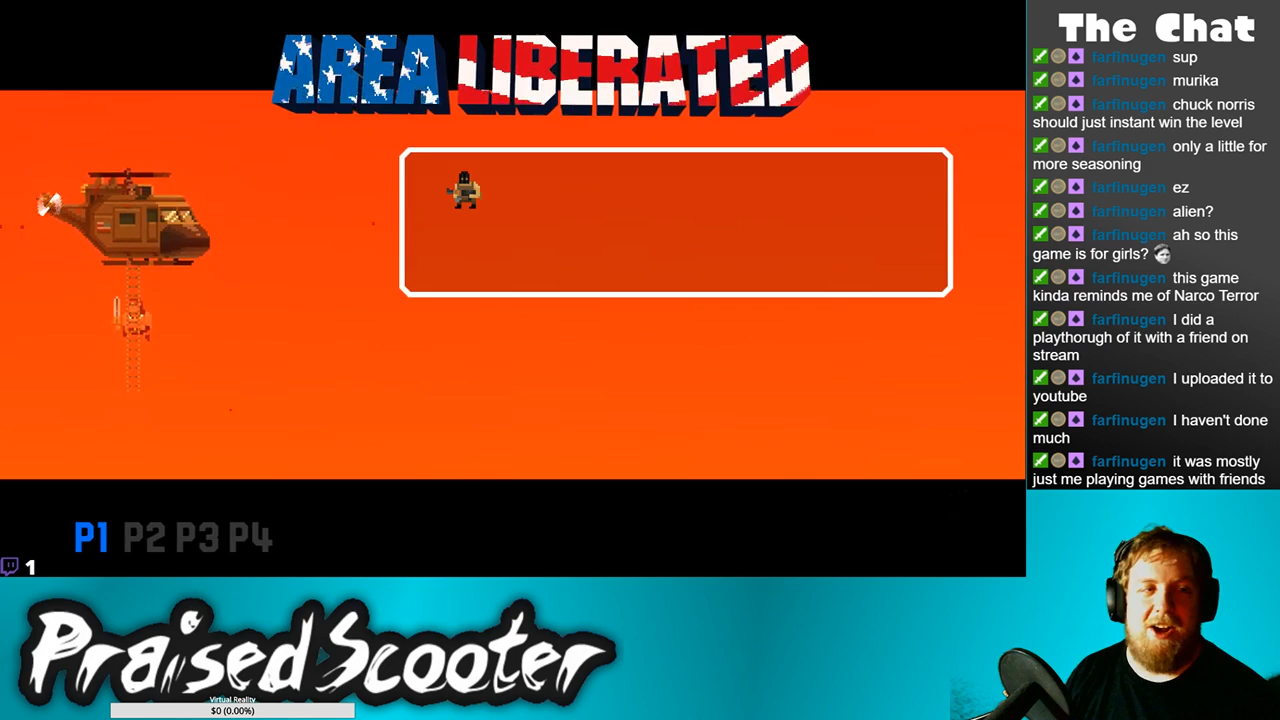 AREA LIBERATED
The Chat
farfinugen sup
farfinugen murika
farfinugen chuck norris
should just instant win the level
farfinugen only a little for
more seasoning
farfinugen ez
farfinugen alien?
farfinugen ah so this
game is for girls?
farfinugen this game
kinda reminds me of Narco Terror
farfinugen I did a
playthorugh of it with a friend on
stream
farfinugen I uploaded it to
youtube
farfinugen I haven't done
much
farfinugen it was mostly
just me playing games with friends
P1 P2 P3 P4
1
PraisedScooter
Virtual Reality
$0 (0.00%)